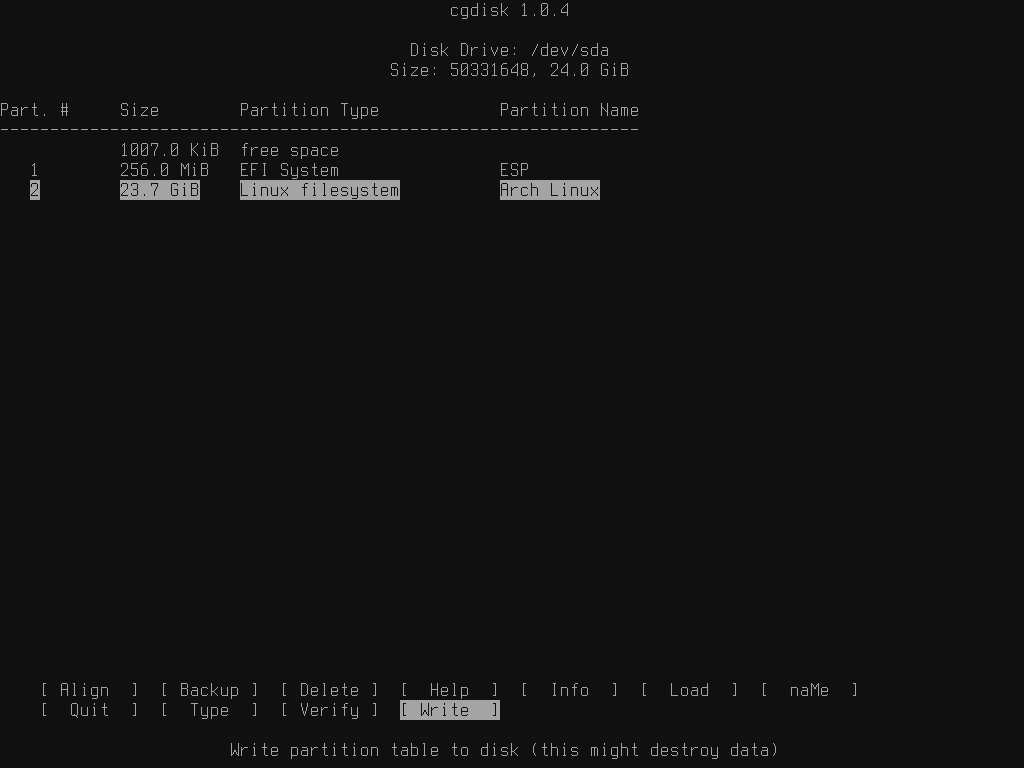 cgdisk 1.0.4
Disk Drive: /dev/sda
Size: 50331648, 24.0 GiB
Part. #     Size        Partition Type            Partition Name
----------------------------------------------------------------
            1007.0 KiB  free space
   1        256.0 MiB   EFI System                ESP
   2        23.7 GiB    Linux filesystem          Arch Linux
[ Align  ]  [ Backup ]  [ Delete ]  [  Help  ]  [  Info  ]  [  Load  ]  [  naMe  ]
[  Quit  ]  [  Type  ]  [ Verify ]  [ Write  ]
Write partition table to disk (this might destroy data)